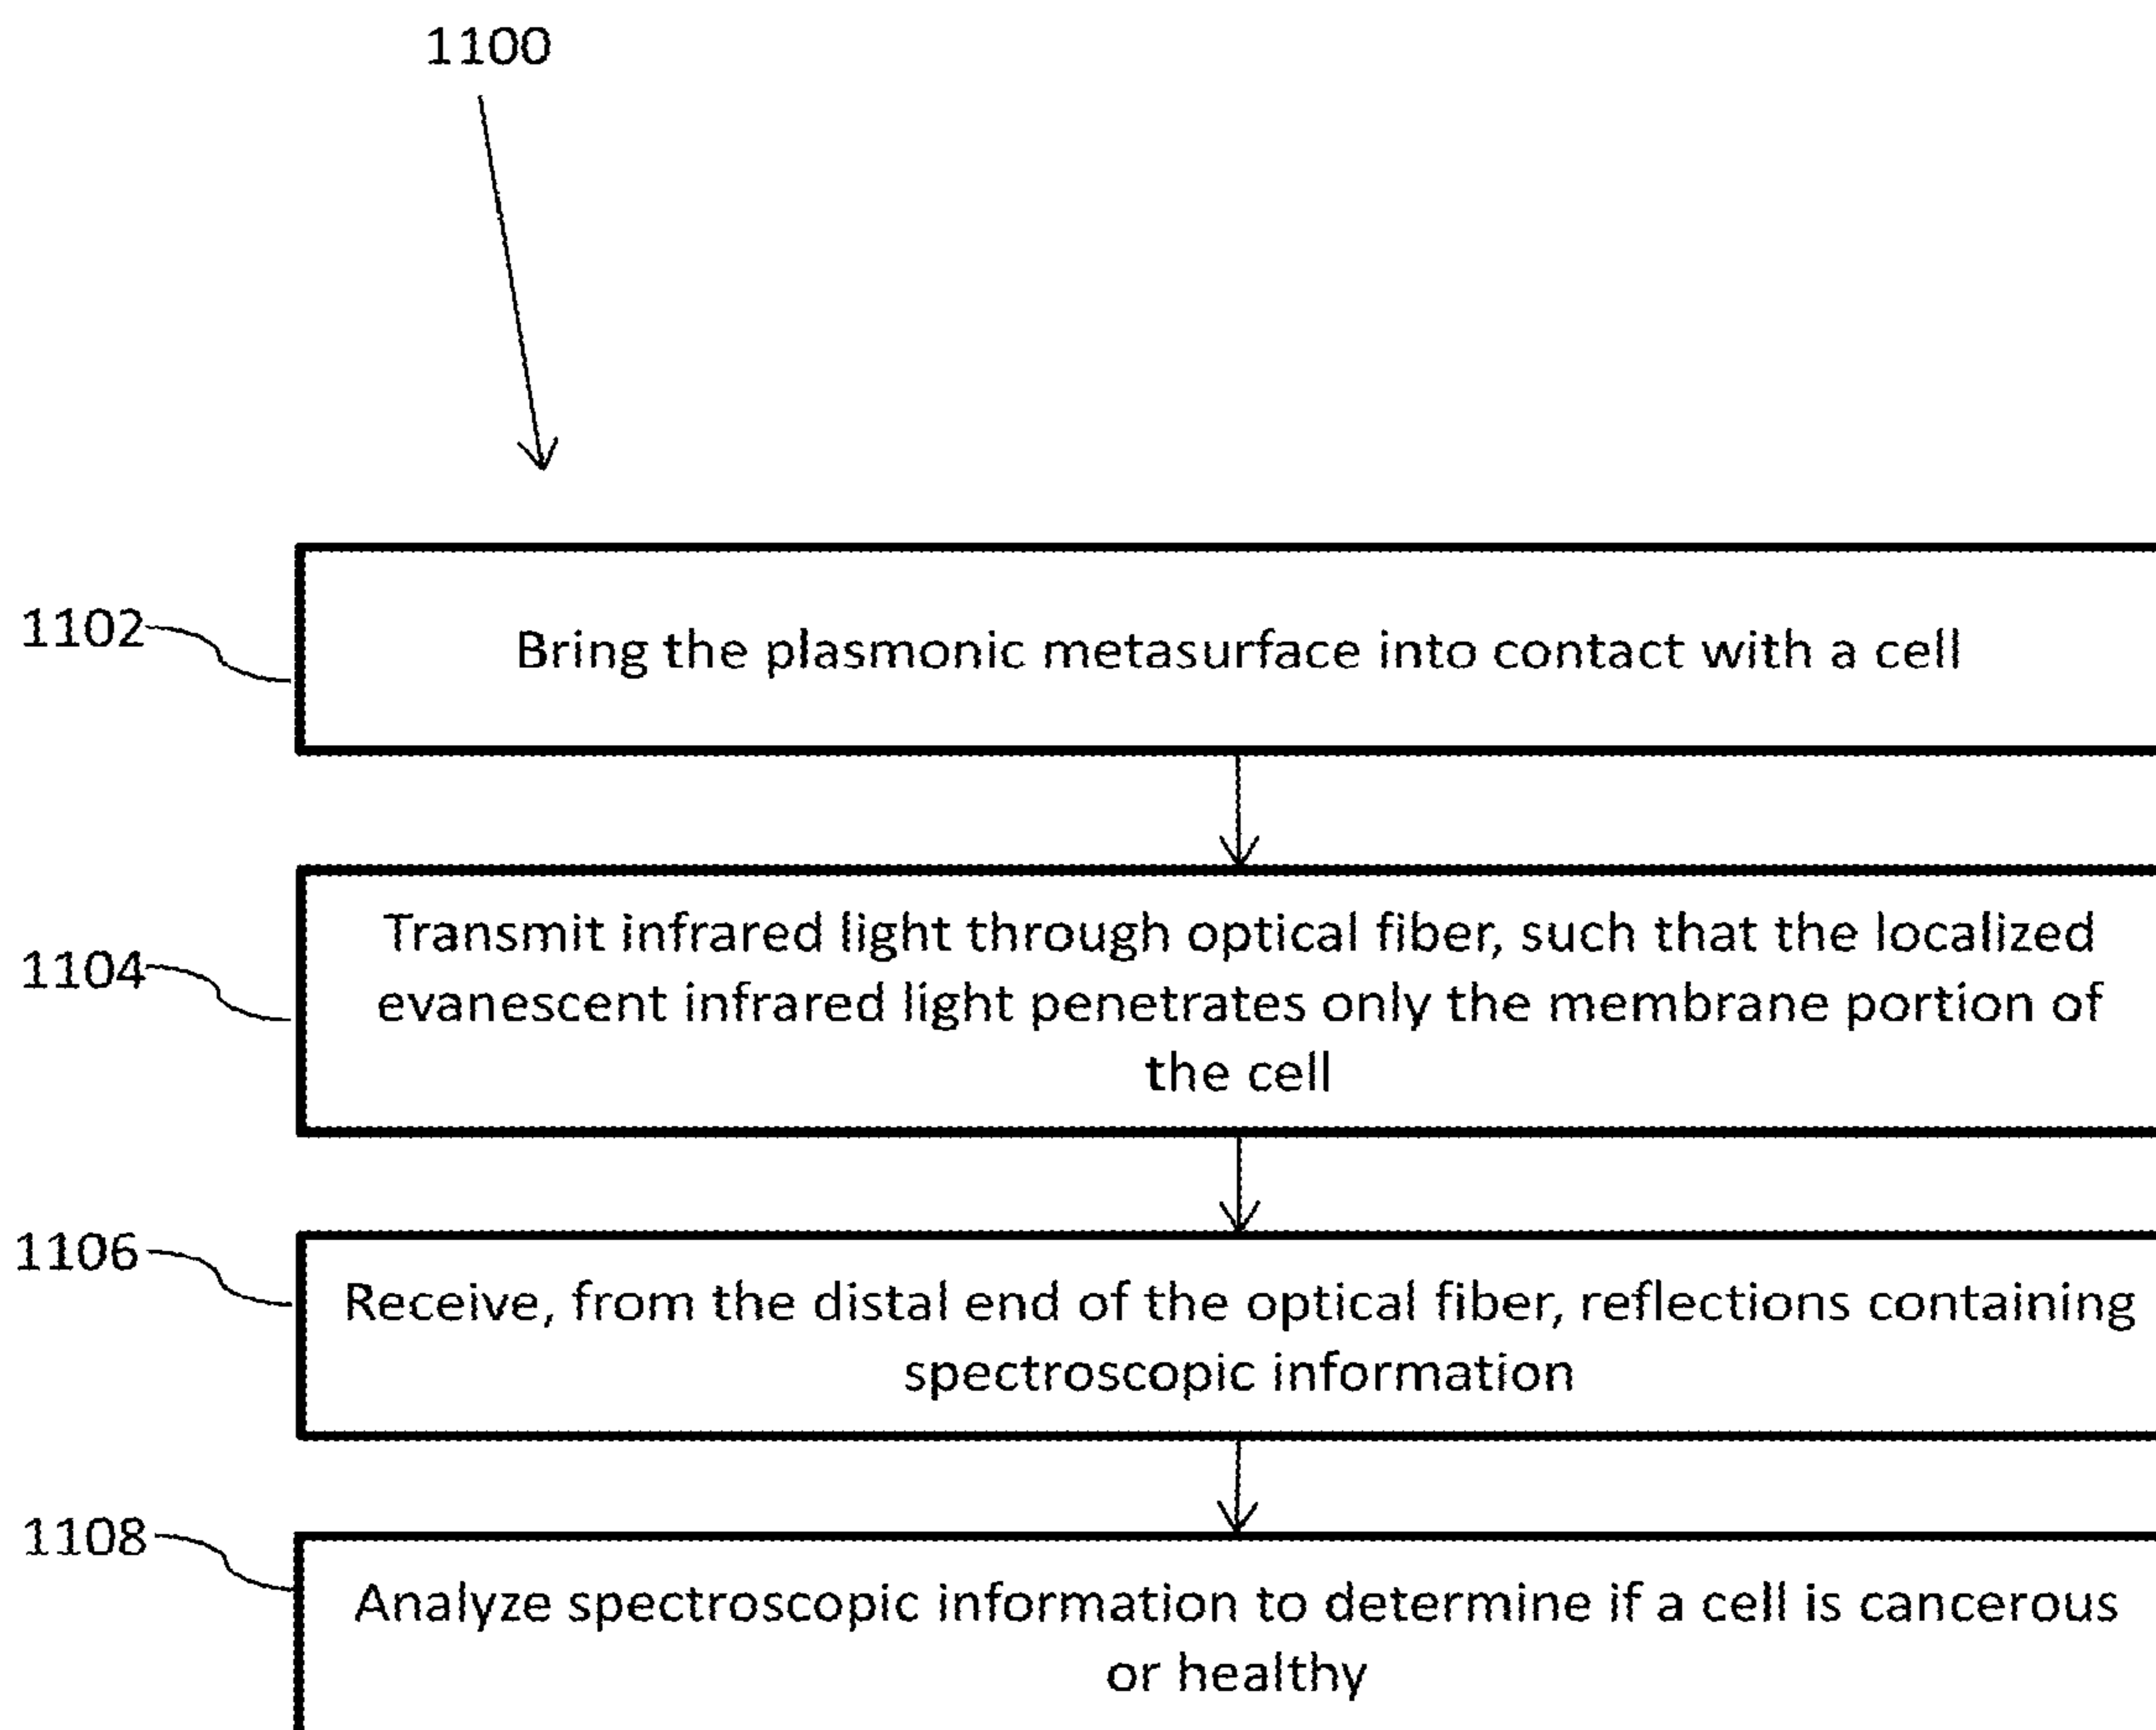 1100
1102
Bring the plasmonic metasurface into contact with a cell
1104
Transmit infrared light through optical fiber, such that the localized
evanescent infrared light penetrates only the membrane portion of
the cell
1106
Receive, from the distal end of the optical fiber, reflections containing
spectroscopic information
1108
Analyze spectroscopic information to determine if a cell is cancerous
or healthy